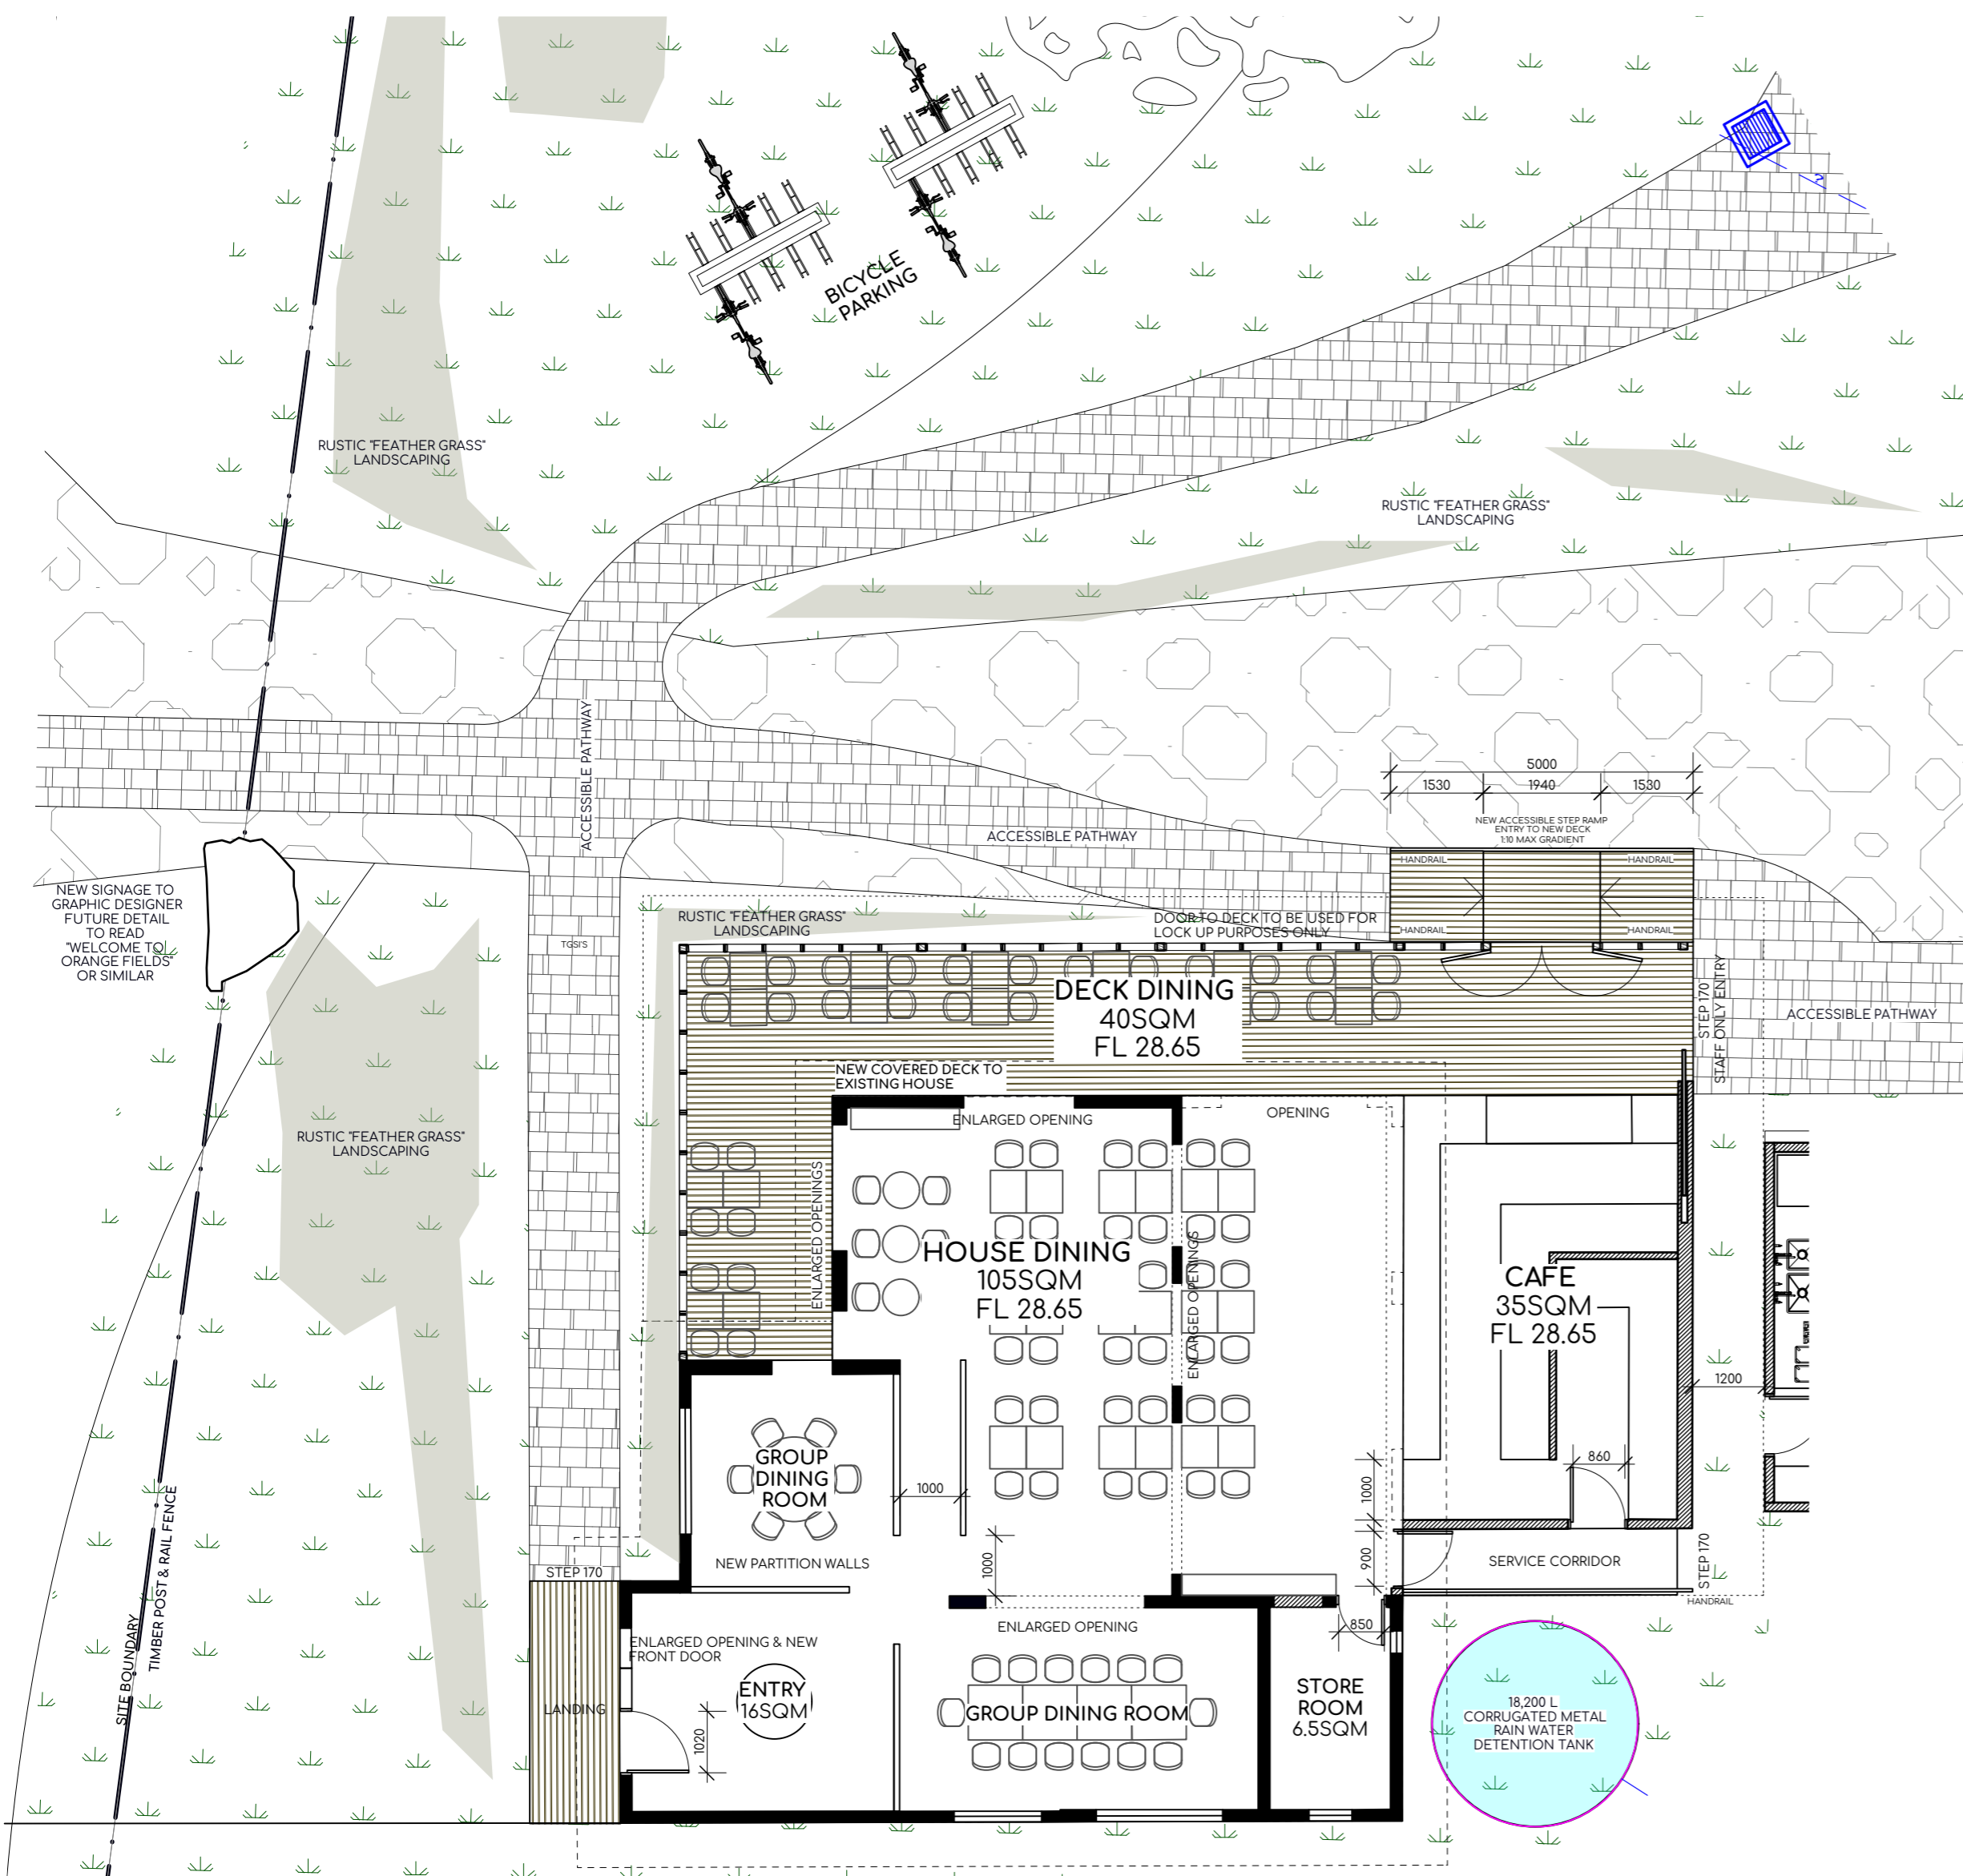 BICYCLE
PARKING
RUSTIC "FEATHER GRASS"
LANDSCAPING
RUSTIC "FEATHER GRASS"
LANDSCAPING
ACCESSIBLE PATHWAY
5000
1530
1940
1530
NEW ACCESSIBLE STEP RAMP
ENTRY TO NEW DECK
1:10 MAX GRADIENT
ACCESSIBLE PATHWAY
HANDRAIL
HANDRAIL
HANDRAIL
HANDRAIL
NEW SIGNAGE TO
GRAPHIC DESIGNER
FUTURE DETAIL
TO READ
"WELCOME TO
ORANGE FIELDS"
OR SIMILAR
RUSTIC "FEATHER GRASS"
LANDSCAPING
DOOR TO DECK TO BE USED FOR
LOCK UP PURPOSES ONLY
TGSI'S
DECK DINING
40SQM
FL 28.65
STEP 170
STAFF ONLY ENTRY
ACCESSIBLE PATHWAY
NEW COVERED DECK TO
EXISTING HOUSE
ENLARGED OPENING
OPENING
RUSTIC "FEATHER GRASS"
LANDSCAPING
ENLARGED OPENINGS
HOUSE DINING
105SQM
FL 28.65
ENLARGED OPENINGS
CAFE
35SQM
FL 28.65
1200
GROUP
DINING
ROOM
1000
860
1000
NEW PARTITION WALLS
1000
900
SERVICE CORRIDOR
STEP 170
HANDRAIL
STEP 170
SITE BOUNDARY
TIMBER POST & RAIL FENCE
ENLARGED OPENING & NEW
FRONT DOOR
ENLARGED OPENING
850
LANDING
ENTRY
16SQM
1020
GROUP DINING ROOM
STORE
ROOM
6.5SQM
18,200 L
CORRUGATED METAL
RAIN WATER
DETENTION TANK